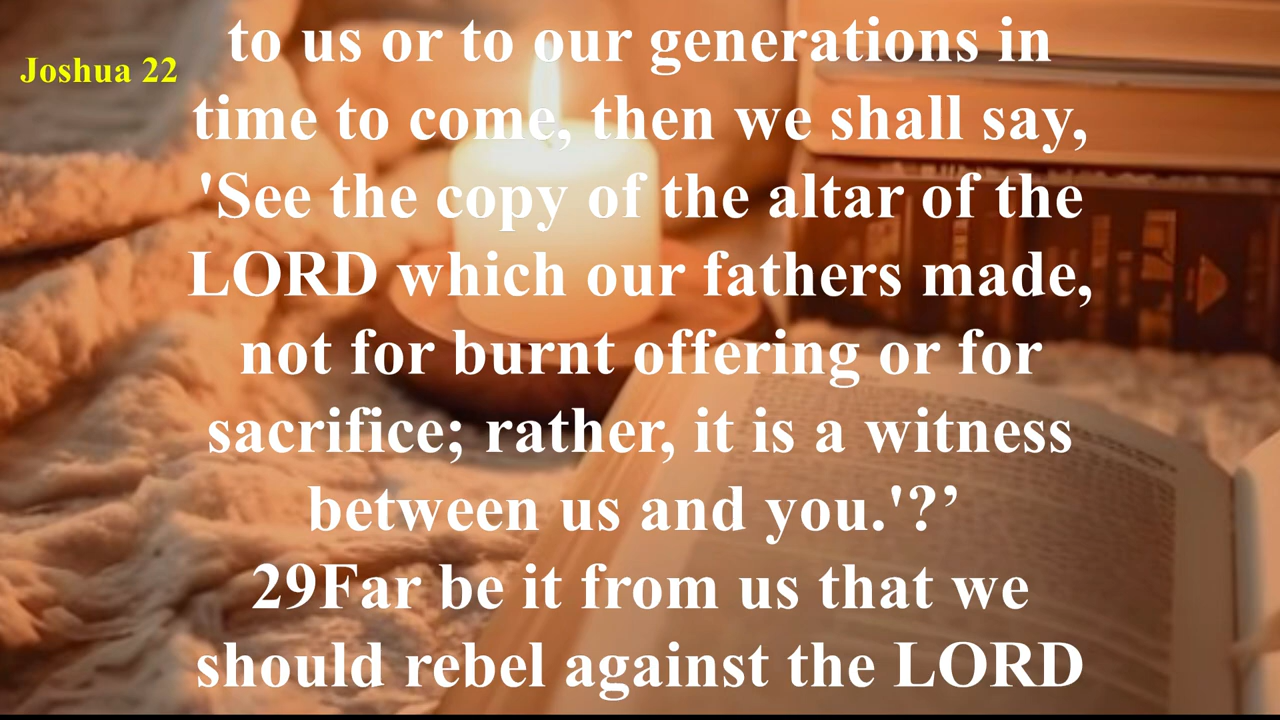 Joshua 22
to us or to our generations in
time to come, then we shall say,
'See the copy of the altar of the
LORD which our fathers made,
not for burnt offering or for
sacrifice; rather, it is a witness
between us and you.'?’
29Far be it from us that we
should rebel against the LORD